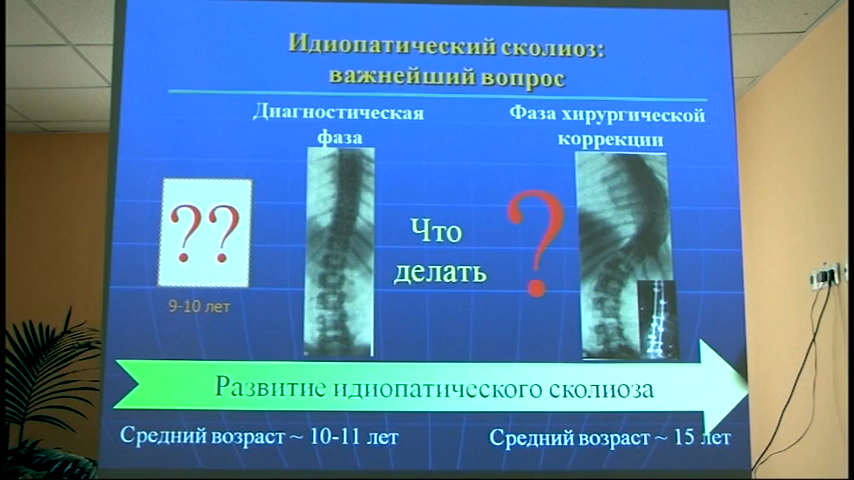 Идиопатический сколиоз:
важнейший вопрос
Диагностическая
фаза
Фаза хирургической
коррекции
??
Что
делать
?
9-10 лет
Развитие идиопатического сколиоза
Средний возраст ~ 10-11 лет
Средний возраст ~ 15 лет